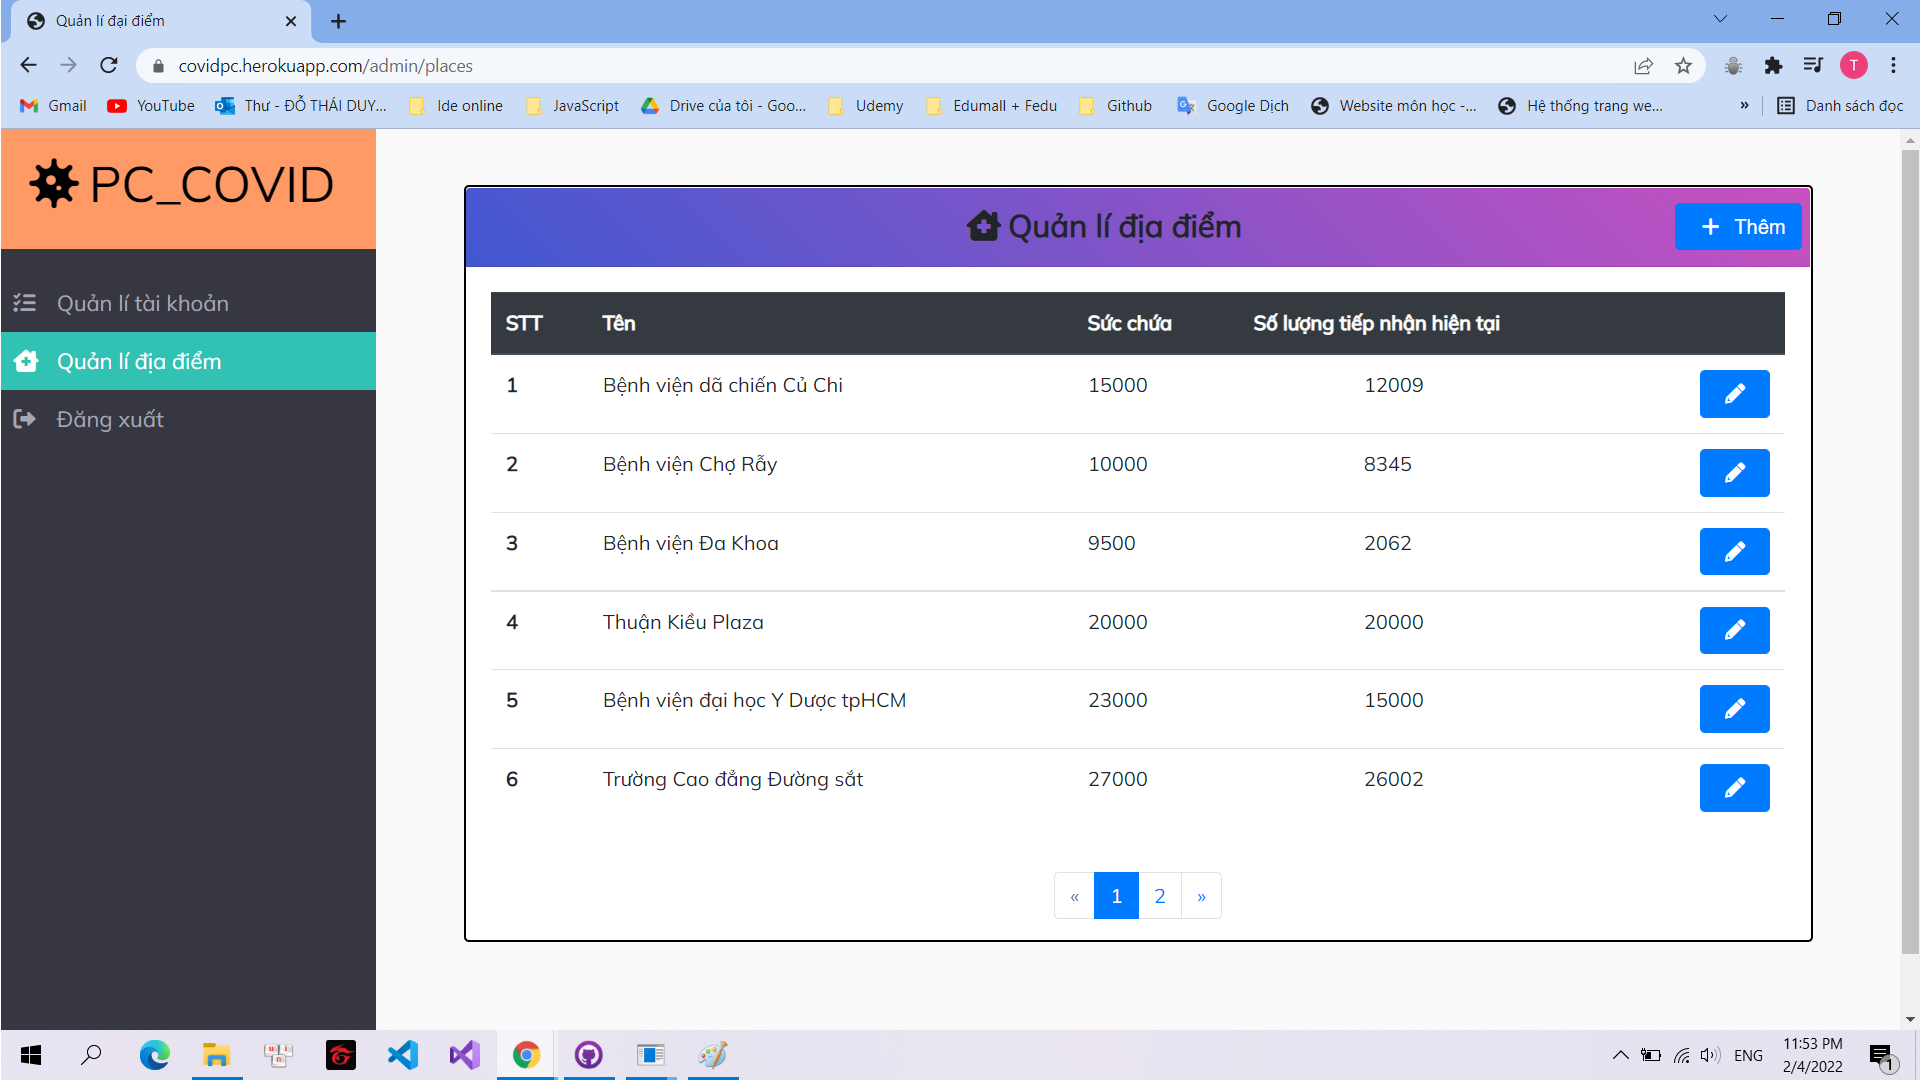 Quản lí đại điểm
covidpc.herokuapp.com/admin/places
T
Gmail YouTube Thư - ĐỖ THÁI DUY... Ide online JavaScript Drive của tôi - Goo... Udemy Edumall + Fedu Github Google Dịch Website môn học -... Hệ thống trang we... » Danh sách đọc
PC_COVID
Quản lí tài khoản
Quản lí địa điểm
Đăng xuất
Quản lí địa điểm
+ Thêm
STT Tên Sức chứa Số lượng tiếp nhận hiện tại
1 Bệnh viện dã chiến Củ Chi 15000 12009
2 Bệnh viện Chợ Rẫy 10000 8345
3 Bệnh viện Đa Khoa 9500 2062
4 Thuận Kiều Plaza 20000 20000
5 Bệnh viện đại học Y Dược tpHCM 23000 15000
6 Trường Cao đẳng Đường sắt 27000 26002
« 1 2 »
ENG
11:53 PM
2/4/2022
1